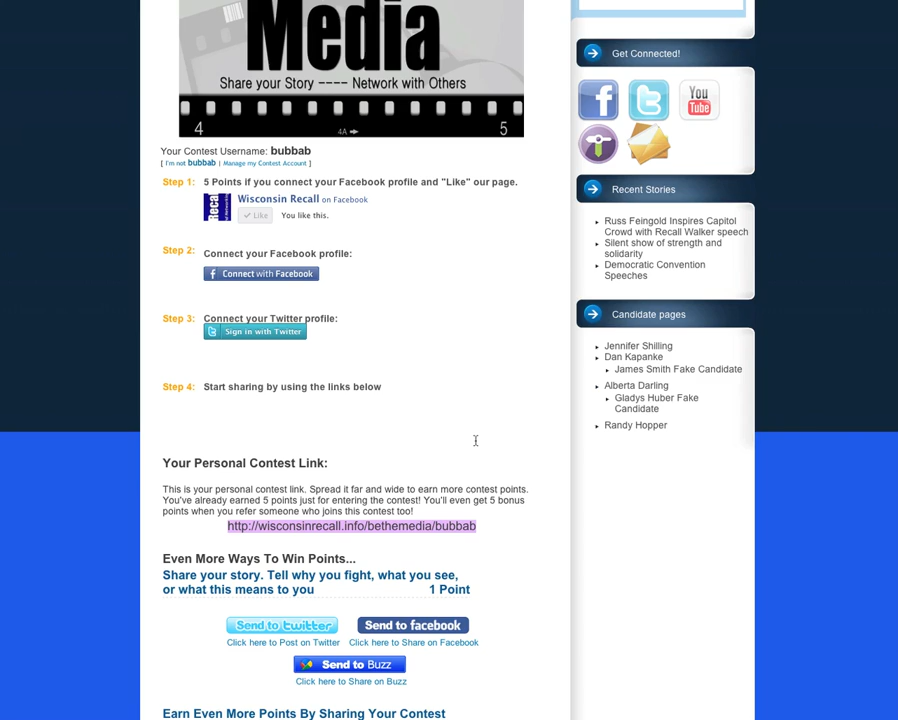 Media
Share your Story ---- Network with Others
4
4A
5
Your Contest Username: bubbab
[ I'm not bubbab | Manage my Contest Account ]
Step 1: 5 Points if you connect your Facebook profile and "Like" our page.
Recall
Wisconsin Recall on Facebook
Like You like this.
Step 2: Connect your Facebook profile:
f Connect with Facebook
Step 3: Connect your Twitter profile:
t Sign in with Twitter
Step 4: Start sharing by using the links below
Your Personal Contest Link:
This is your personal contest link. Spread it far and wide to earn more contest points.
You've already earned 5 points just for entering the contest! You'll even get 5 bonus
points when you refer someone who joins this contest too!
http://wisconsinrecall.info/bethemedia/bubbab
Even More Ways To Win Points...
Share your story. Tell why you fight, what you see,
or what this means to you 1 Point
Send to twitter Send to facebook
Click here to Post on Twitter Click here to Share on Facebook
Send to Buzz
Click here to Share on Buzz
Earn Even More Points By Sharing Your Contest
Get Connected!
f t You Tube
Recent Stories
Russ Feingold Inspires Capitol
Crowd with Recall Walker speech
Silent show of strength and
solidarity
Democratic Convention
Speeches
Candidate pages
Jennifer Shilling
Dan Kapanke
James Smith Fake Candidate
Alberta Darling
Gladys Huber Fake
Candidate
Randy Hopper